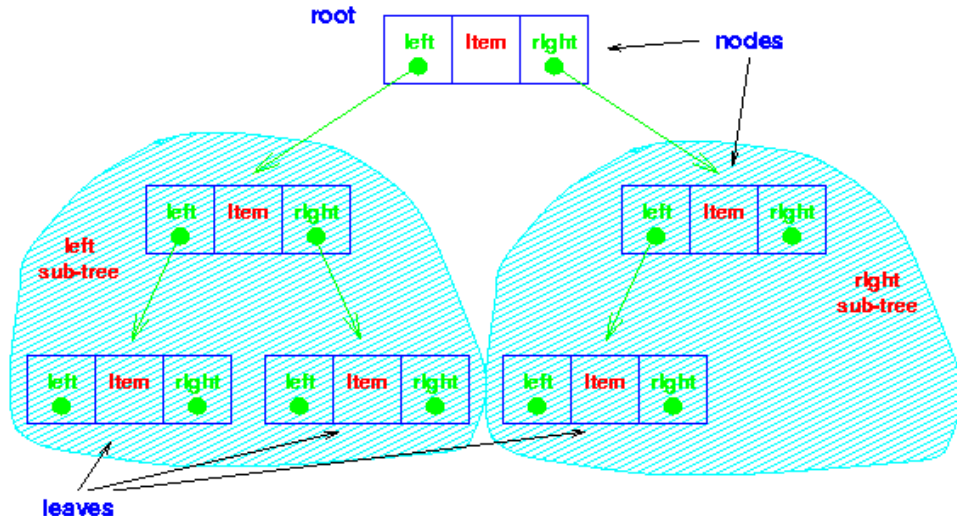 root
left Item right
nodes
left Item right
left Item right
left
sub-tree
right
sub-tree
left Item right
left Item right
left Item right
leaves